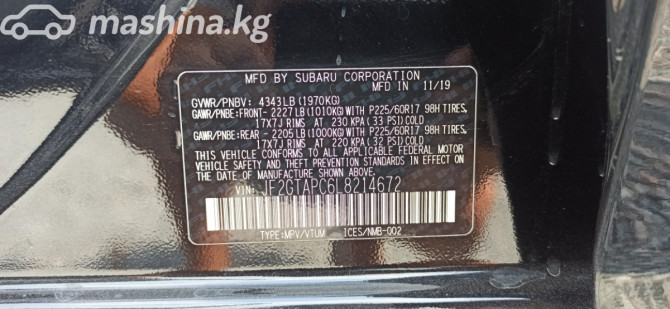 mashina.kg
MFD BY SUBARU CORPORATION
MFD IN 11/19
GVWR/PNBV: 4343LB(1970KG)
GAWR/PNBE:FRONT- 2227LB(1010KG)WITH P225/60R17 98H TIRES,
17X7J RIMS AT 230 KPA(33 PSI)COLD
GAWR/PNBE:REAR - 2205LB(1000KG)WITH P225/60R17 98H TIRES,
17X7J RIMS AT 220 KPA(32 PSI)COLD
THIS VEHICLE CONFORMS TO ALL APPLICABLE FEDERAL MOTOR
VEHICLE SAFETY AND THEFT PREVENTION STANDARDS IN EFFECT
ON THE DATE OF MANUFACTURE SHOWN ABOVE.
VIN: JF2GTAPC6L8214672
TYPE:MPV/VTUM ICES/NMB-002